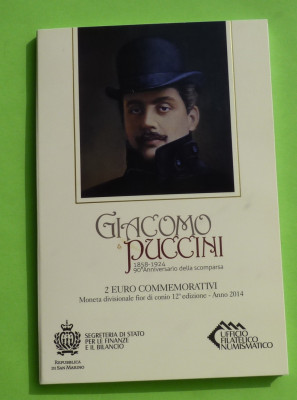 GIACOMO
PUCCINI
1858-1924
90° Anniversario della scomparsa
2 EURO COMMEMORATIVI
Moneta divisionale fior di conio 12ª edizione - Anno 2014
REPUBBLICA
DI SAN MARINO
SEGRETERIA DI STATO
PER LE FINANZE
E IL BILANCIO
UFFICIO
FILATELICO
NUMISMATICO